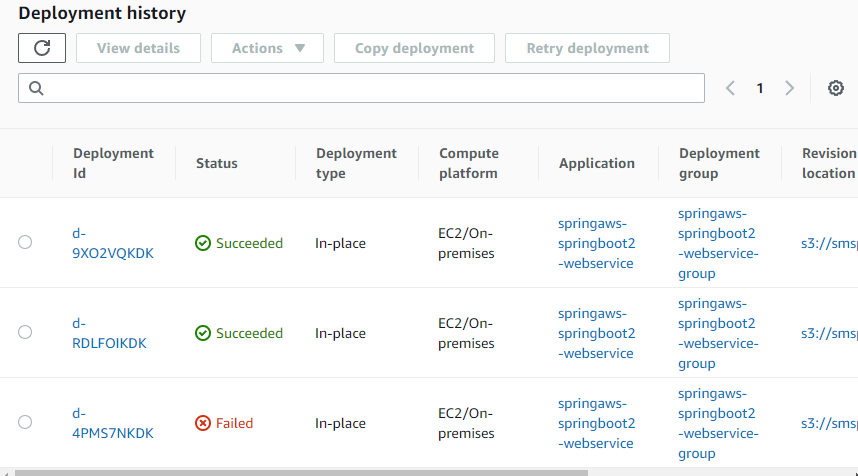 Deployment history
View details
Actions
Copy deployment
Retry deployment
1
Deployment
Id
Status
Deployment
type
Compute
platform
Application
Deployment
group
Revision
location
d-
9XO2VQKDK
Succeeded
In-place
EC2/On-
premises
springaws-
springboot2
-webservice
springaws-
springboot2
-webservice-
group
s3://smsp
d-
RDLFOIKDK
Succeeded
In-place
EC2/On-
premises
springaws-
springboot2
-webservice
springaws-
springboot2
-webservice-
group
s3://smsp
d-
4PMS7NKDK
Failed
In-place
EC2/On-
premises
springaws-
springboot2
-webservice
springaws-
springboot2
-webservice-
group
s3://smsp